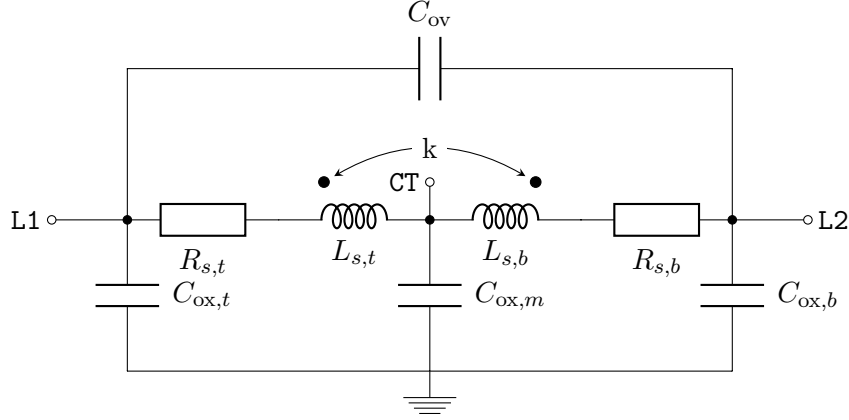 C_ov
k
CT
L1
L2
R_s,t
L_s,t
L_s,b
R_s,b
C_ox,t
C_ox,m
C_ox,b